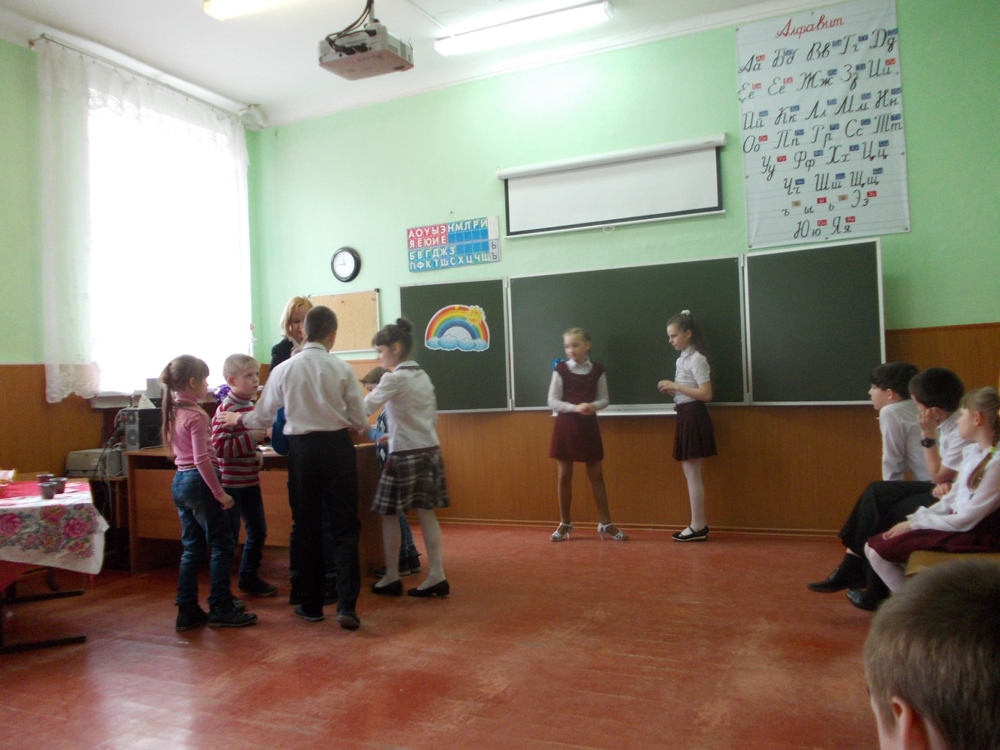 Алфавит
Аа Бб Вв Гг Дд
Ее Ёё Жж Зз Ии
Йй Кк Лл Мм Нн
Оо Пп Рр Сс Тт
Уу Фф Хх Цц
Чч Шш Щщ
ъ ы ь Ээ
Юю Яя
АОУЫЭНМЛРЙ
ЯЁЮИЕ
БВГДЖЗ Ь
ПФКТШСХЦЧЩ Ъ